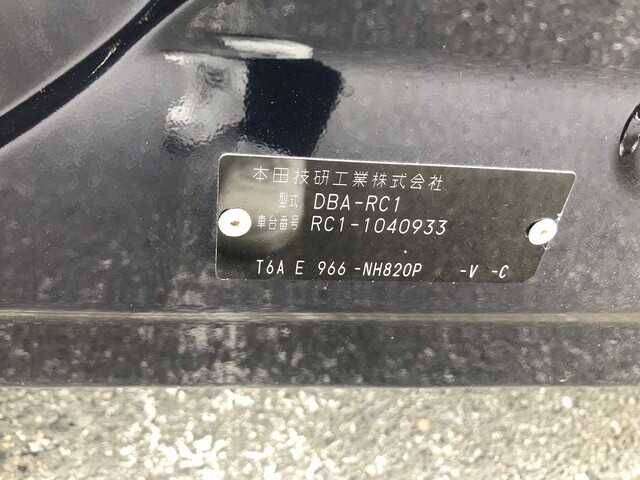 本田技研工業株式会社
型式 DBA-RC1
車台番号 RC1-1040933
T6A E 966-NH820P -V -C